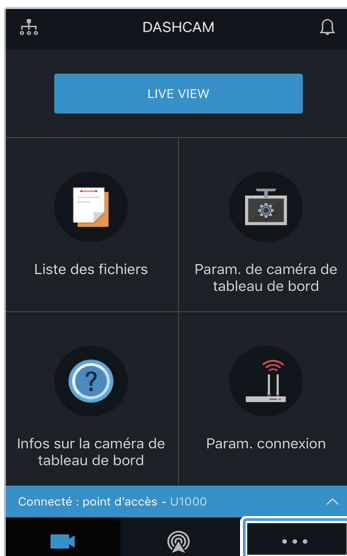 DASHCAM
LIVE VIEW
Liste des fichiers
Param. de caméra de
tableau de bord
Infos sur la caméra de
tableau de bord
Param. connexion
Connecté : point d'accès - U1000